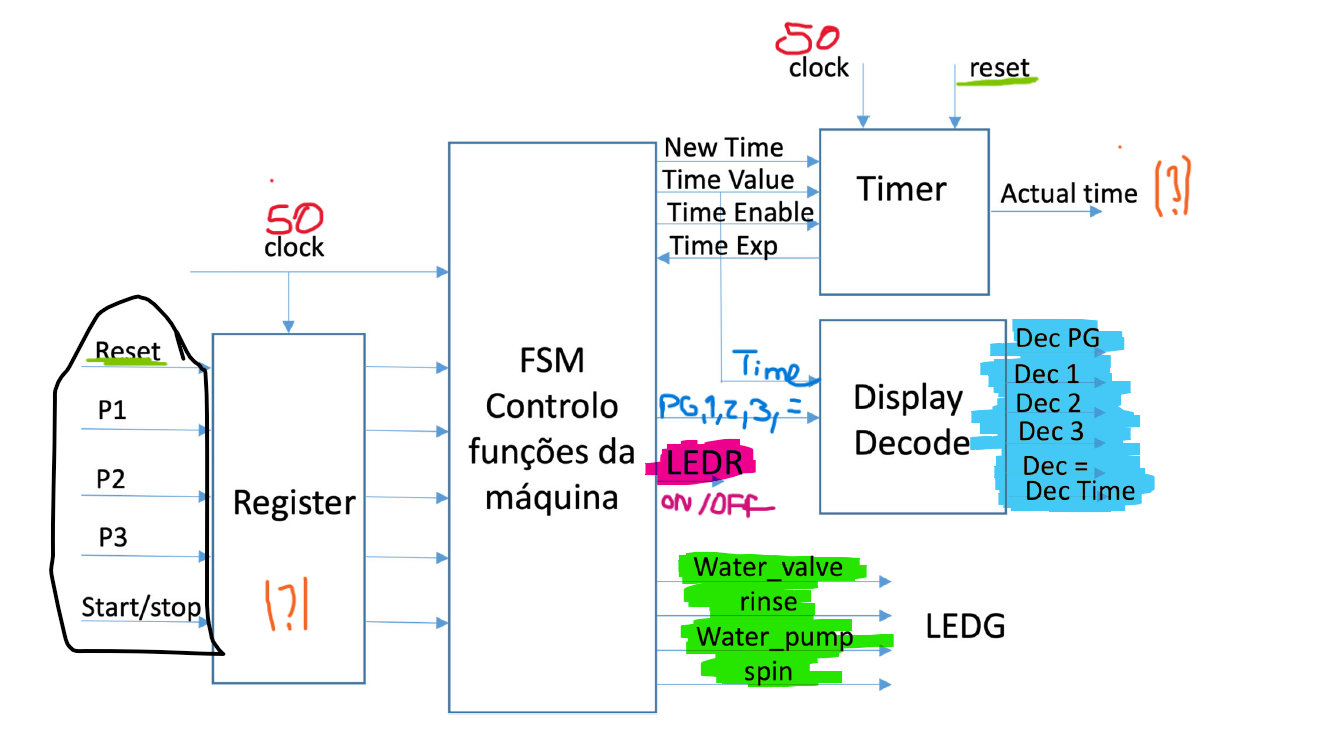 50
clock
reset
New Time
Time Value
Time Enable
Time Exp
Timer
Actual time
[?]
50
clock
Reset
P1
P2
P3
Start/stop
Register
|?|
FSM
Controlo
funções da
máquina
Time
PG,1,2,3,=
LEDR
ON/OFF
Display
Decode
Dec PG
Dec 1
Dec 2
Dec 3
Dec =
Dec Time
Water_valve
rinse
Water_pump
spin
LEDG